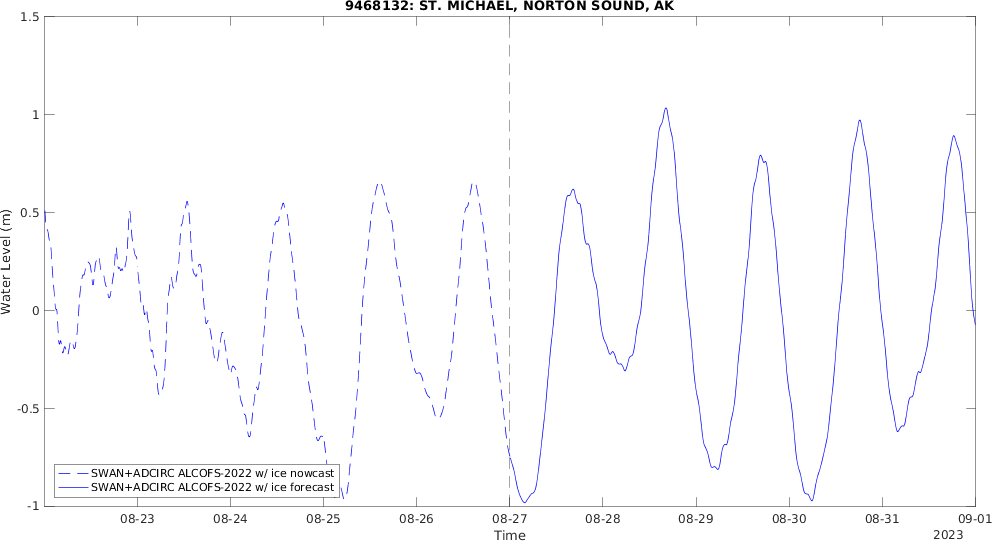 9468132: ST. MICHAEL, NORTON SOUND, AK
1.5
1
0.5
0
-0.5
-1
Water Level (m)
SWAN+ADCIRC ALCOFS-2022 w/ ice nowcast
SWAN+ADCIRC ALCOFS-2022 w/ ice forecast
08-23 08-24 08-25 08-26 08-27 08-28 08-29 08-30 08-31 09-01
Time
2023